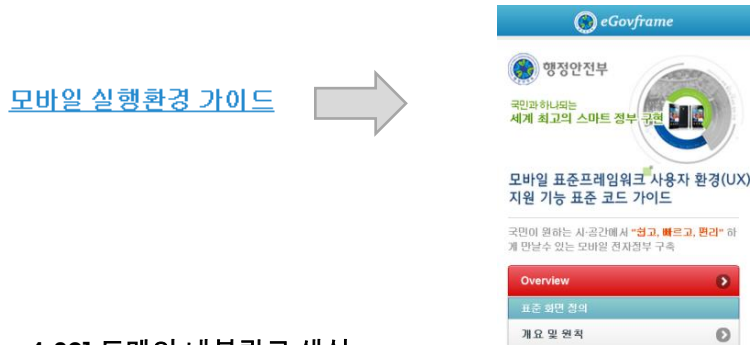 모바일 실행환경 가이드
eGovframe
행정안전부
국민과 하나되는
세계 최고의 스마트 정부 구현
모바일 표준프레임워크 사용자 환경(UX)
지원 기능 표준 코드 가이드
국민이 원하는 시·공간에서 "쉽고, 빠르고, 편리" 하
게 만날수 있는 모바일 전자정부 구축
Overview
표준 화면 정의
개요 및 원칙